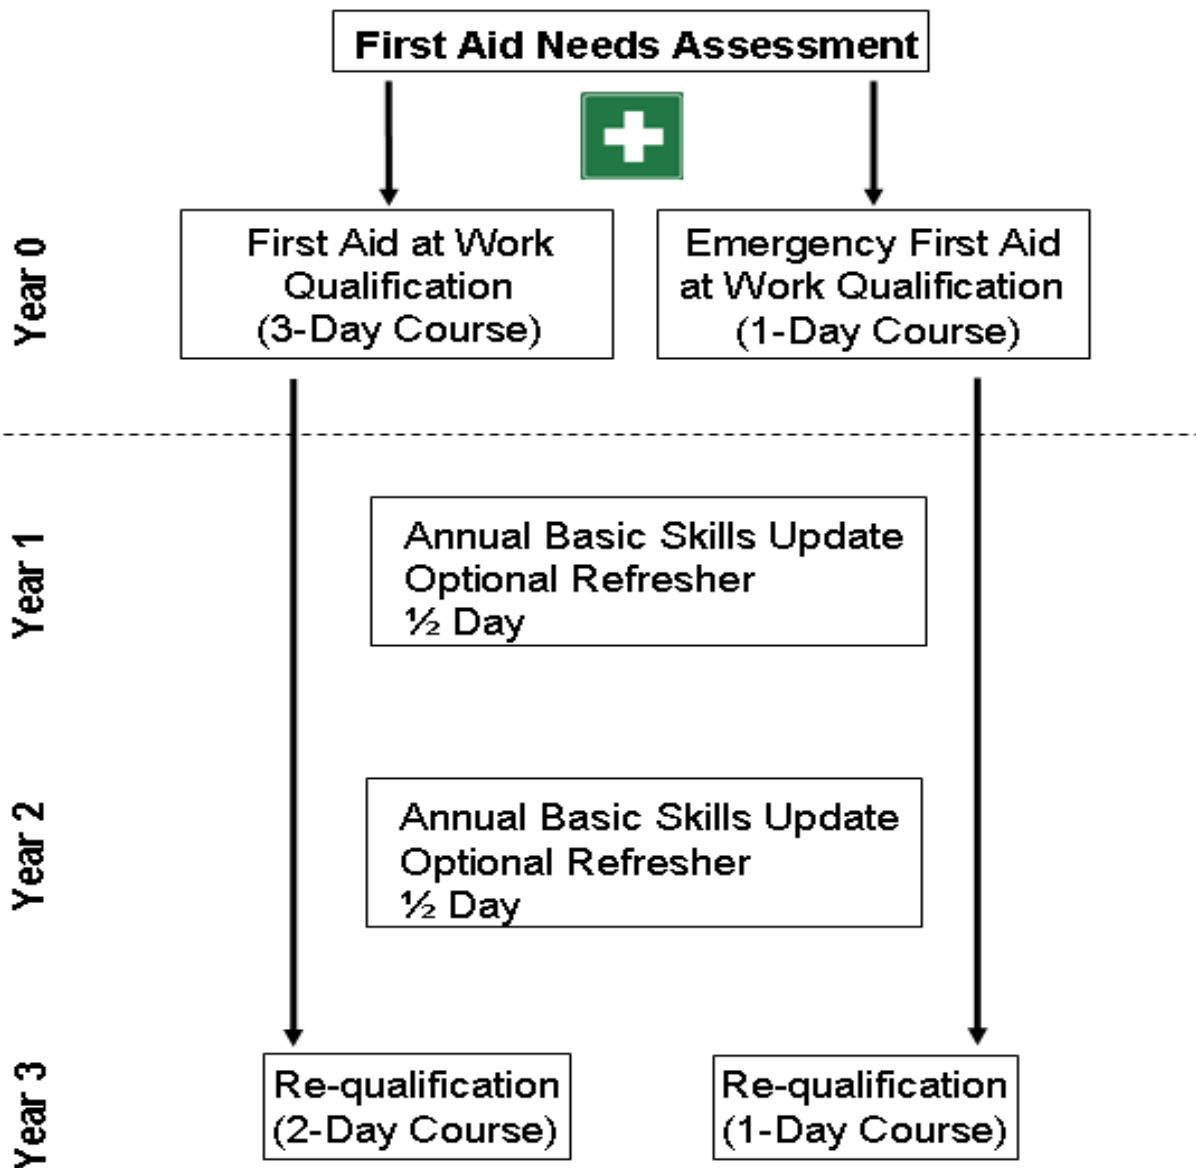 First Aid Needs Assessment
Year 0
First Aid at Work
Qualification
(3-Day Course)
Emergency First Aid
at Work Qualification
(1-Day Course)
Year 1
Annual Basic Skills Update
Optional Refresher
½ Day
Year 2
Annual Basic Skills Update
Optional Refresher
½ Day
Year 3
Re-qualification
(2-Day Course)
Re-qualification
(1-Day Course)